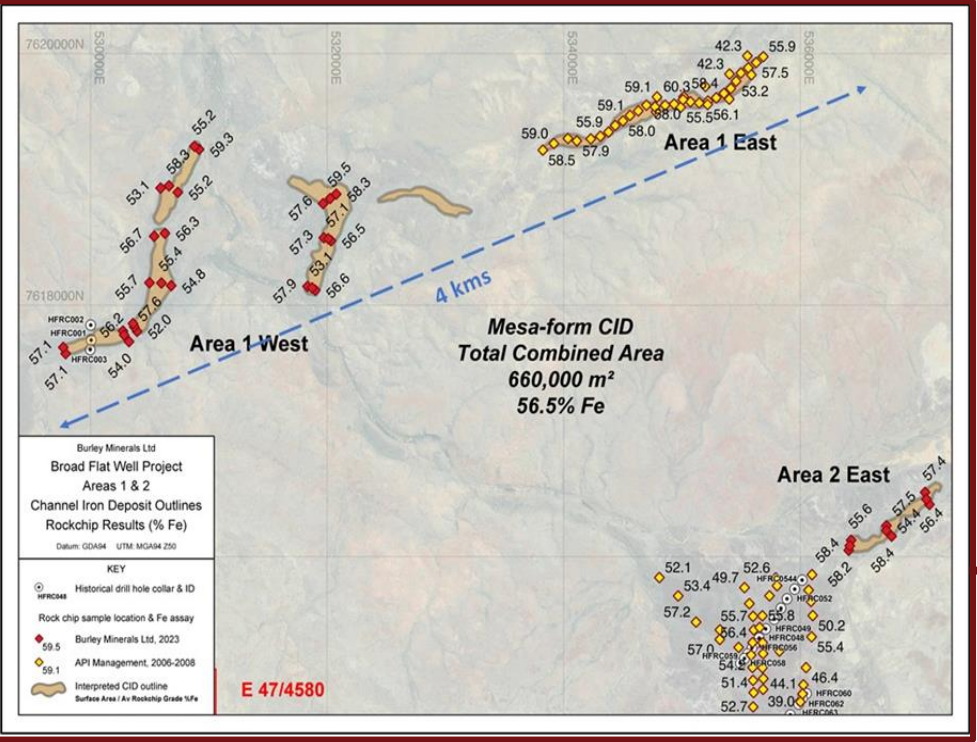 7620000N
530000E
532000E
534000E
536000E
42.3
55.9
42.3
57.5
59.1
60.3
58.4
53.2
59.1
58.0
55.5
56.1
55.9
58.0
59.0
57.9
58.5
Area 1 East
55.2
58.3
59.3
53.1
55.2
59.5
57.6
58.3
57.1
56.7
56.3
57.3
56.5
55.4
53.1
55.7
54.8
57.9
56.6
7618000N
4 kms
HFRC002
HFRC001
HFRC003
56.2
57.6
52.0
57.1
57.1
54.0
Area 1 West
Mesa-form CID
Total Combined Area
660,000 m²
56.5% Fe
Area 2 East
57.4
57.5
54.4
56.4
55.6
58.4
58.2
58.4
52.1
53.4
49.7
52.6
HFRC0544
HFRC052
57.2
55.7
55.8
50.2
56.4
HFRC049
HFRC048
55.4
57.0
HFRC056
HFRC059
54.2
HFRC058
51.4
44.1
46.4
HFRC060
39.0
HFRC062
52.7
HFRC063
Burley Minerals Ltd
Broad Flat Well Project
Areas 1 & 2
Channel Iron Deposit Outlines
Rockchip Results (% Fe)
Datum: GDA94 UTM: MGA94 Z50
KEY
HFRC048
Historical drill hole collar & ID
Rock chip sample location & Fe assay
59.5
Burley Minerals Ltd, 2023
59.1
API Management, 2006-2008
Interpreted CID outline
Surface Area / Av Rockchip Grade %Fe
E 47/4580